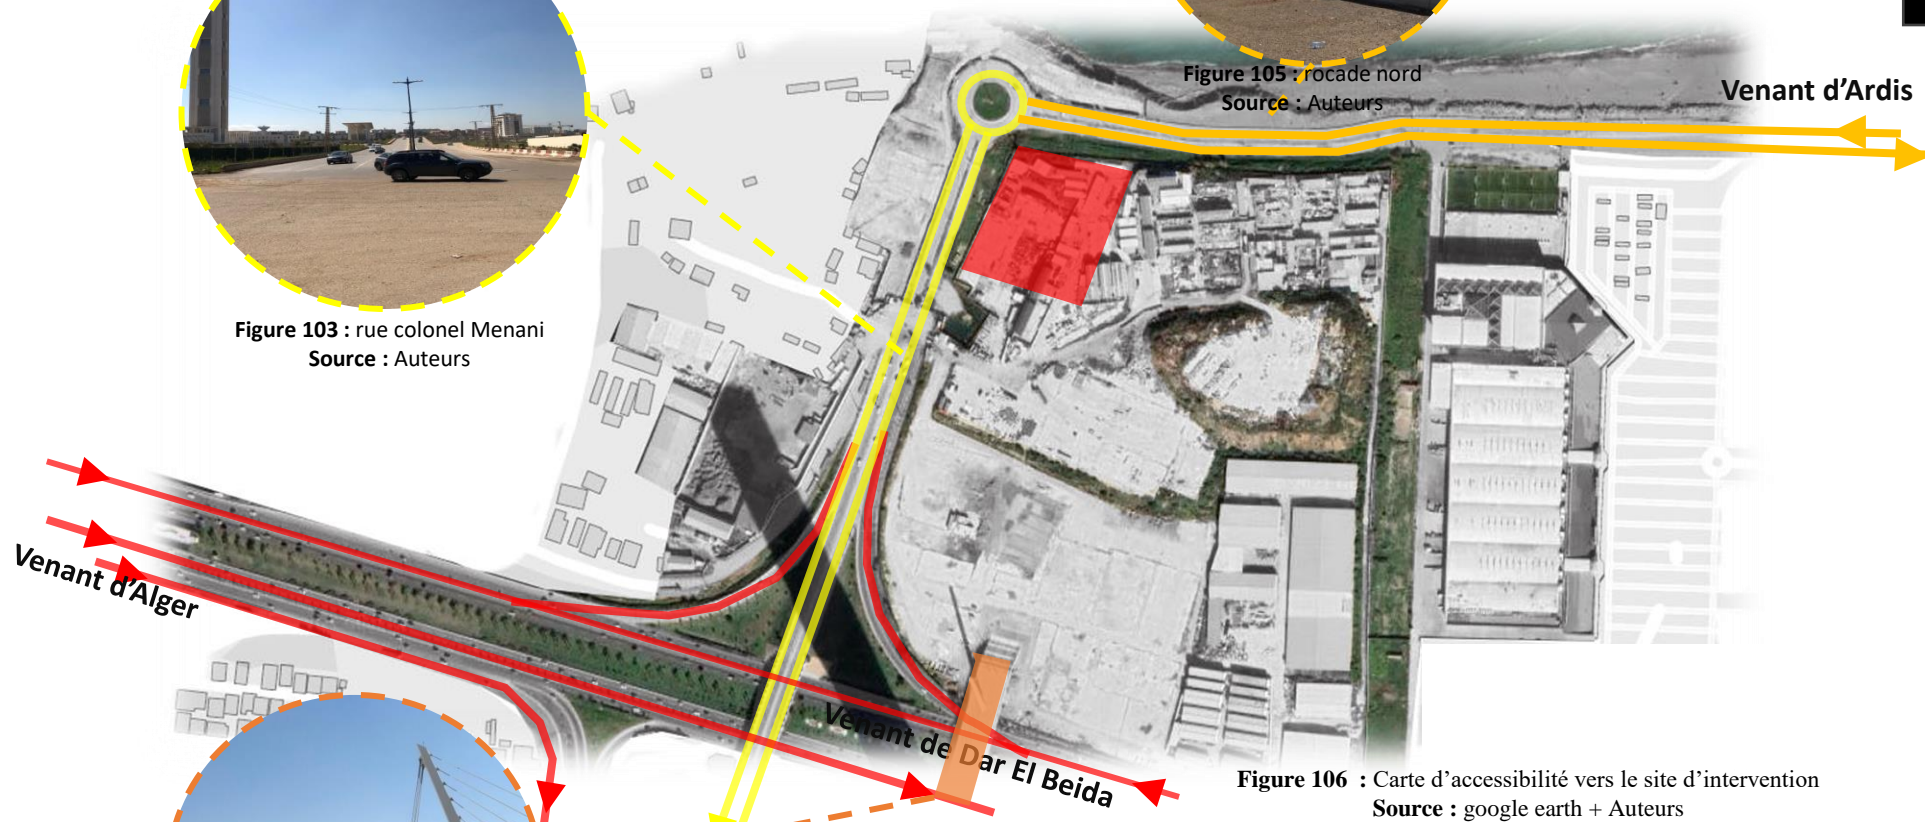 Figure 105 : rocade nord
Source : Auteurs
Venant d'Ardis
Figure 103 : rue colonel Menani
Source : Auteurs
Venant d'Alger
Venant de Dar El Beida
Figure 106 : Carte d'accessibilité vers le site d'intervention
Source : google earth + Auteurs